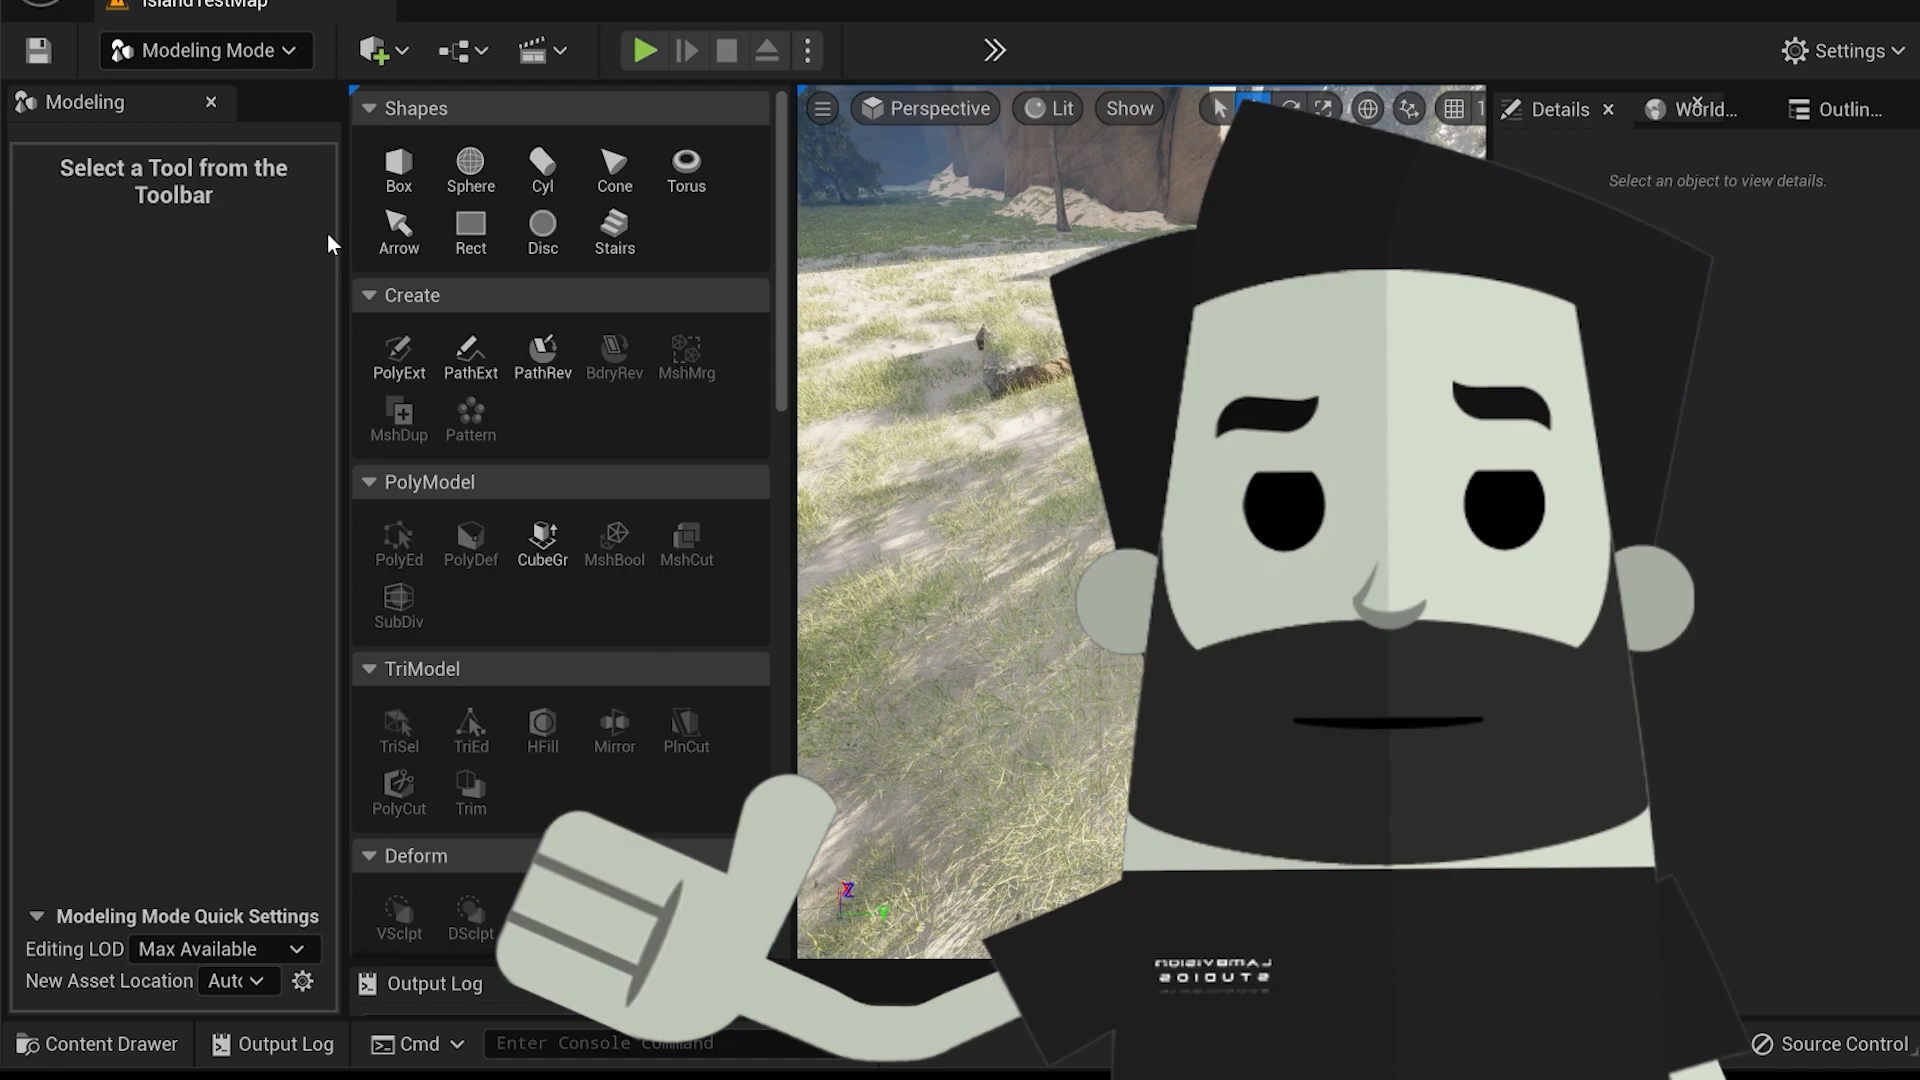 IslandTestMap
Modeling Mode
Settings
Modeling
Select a Tool from the
Toolbar
Shapes
Box
Sphere
Cyl
Cone
Torus
Arrow
Rect
Disc
Stairs
Create
PolyExt
PathExt
PathRev
BdryRev
MshMrg
MshDup
Pattern
PolyModel
PolyEd
PolyDef
CubeGr
MshBool
MshCut
SubDiv
TriModel
TriSel
TriEd
HFill
Mirror
PlnCut
PolyCut
Trim
Deform
VSclpt
DSclpt
Perspective
Lit
Show
1
Details
World...
Outlin...
Select an object to view details.
Z
Y
Modeling Mode Quick Settings
Editing LOD
Max Available
New Asset Location
Auto
Output Log
Content Drawer
Output Log
Cmd
Enter Console Command
Source Control
LAMBVISION
STUDIOS